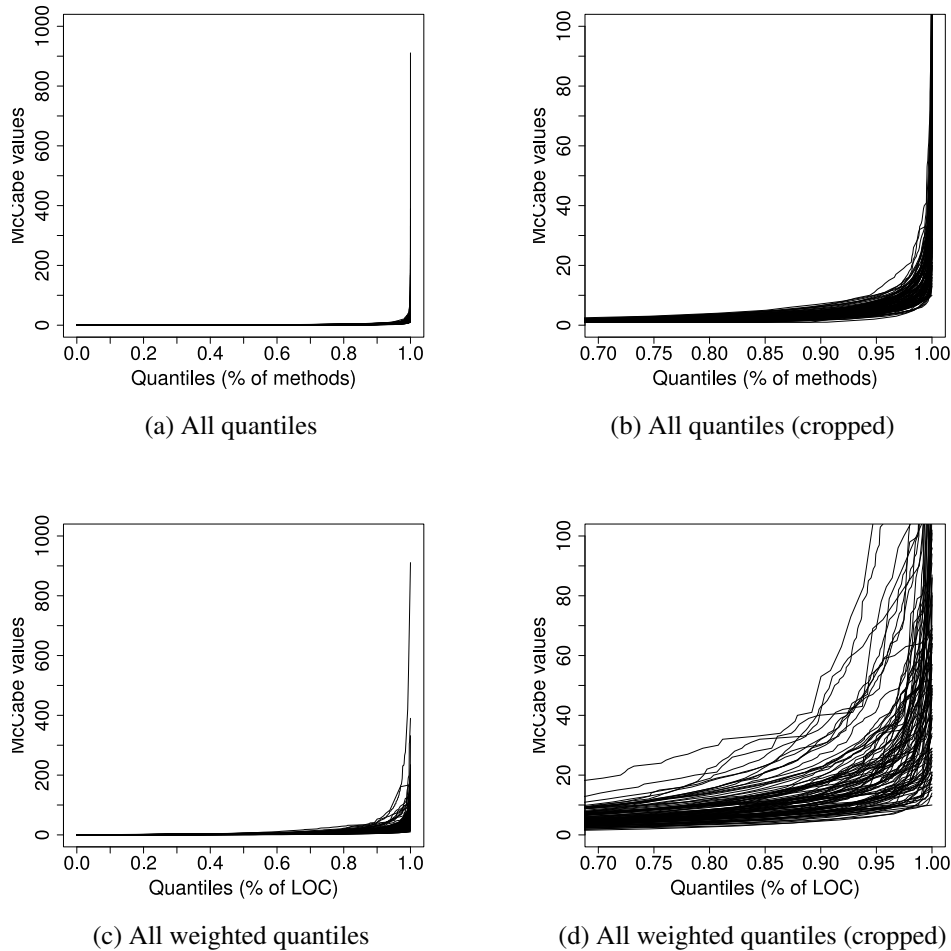 McCabe values
0 200 400 600 800 1000
0.0 0.2 0.4 0.6 0.8 1.0
Quantiles (% of methods)
(a) All quantiles
McCabe values
0 20 40 60 80 100
0.70 0.75 0.80 0.85 0.90 0.95 1.00
Quantiles (% of methods)
(b) All quantiles (cropped)
McCabe values
0 200 400 600 800 1000
0.0 0.2 0.4 0.6 0.8 1.0
Quantiles (% of LOC)
(c) All weighted quantiles
McCabe values
0 20 40 60 80 100
0.70 0.75 0.80 0.85 0.90 0.95 1.00
Quantiles (% of LOC)
(d) All weighted quantiles (cropped)